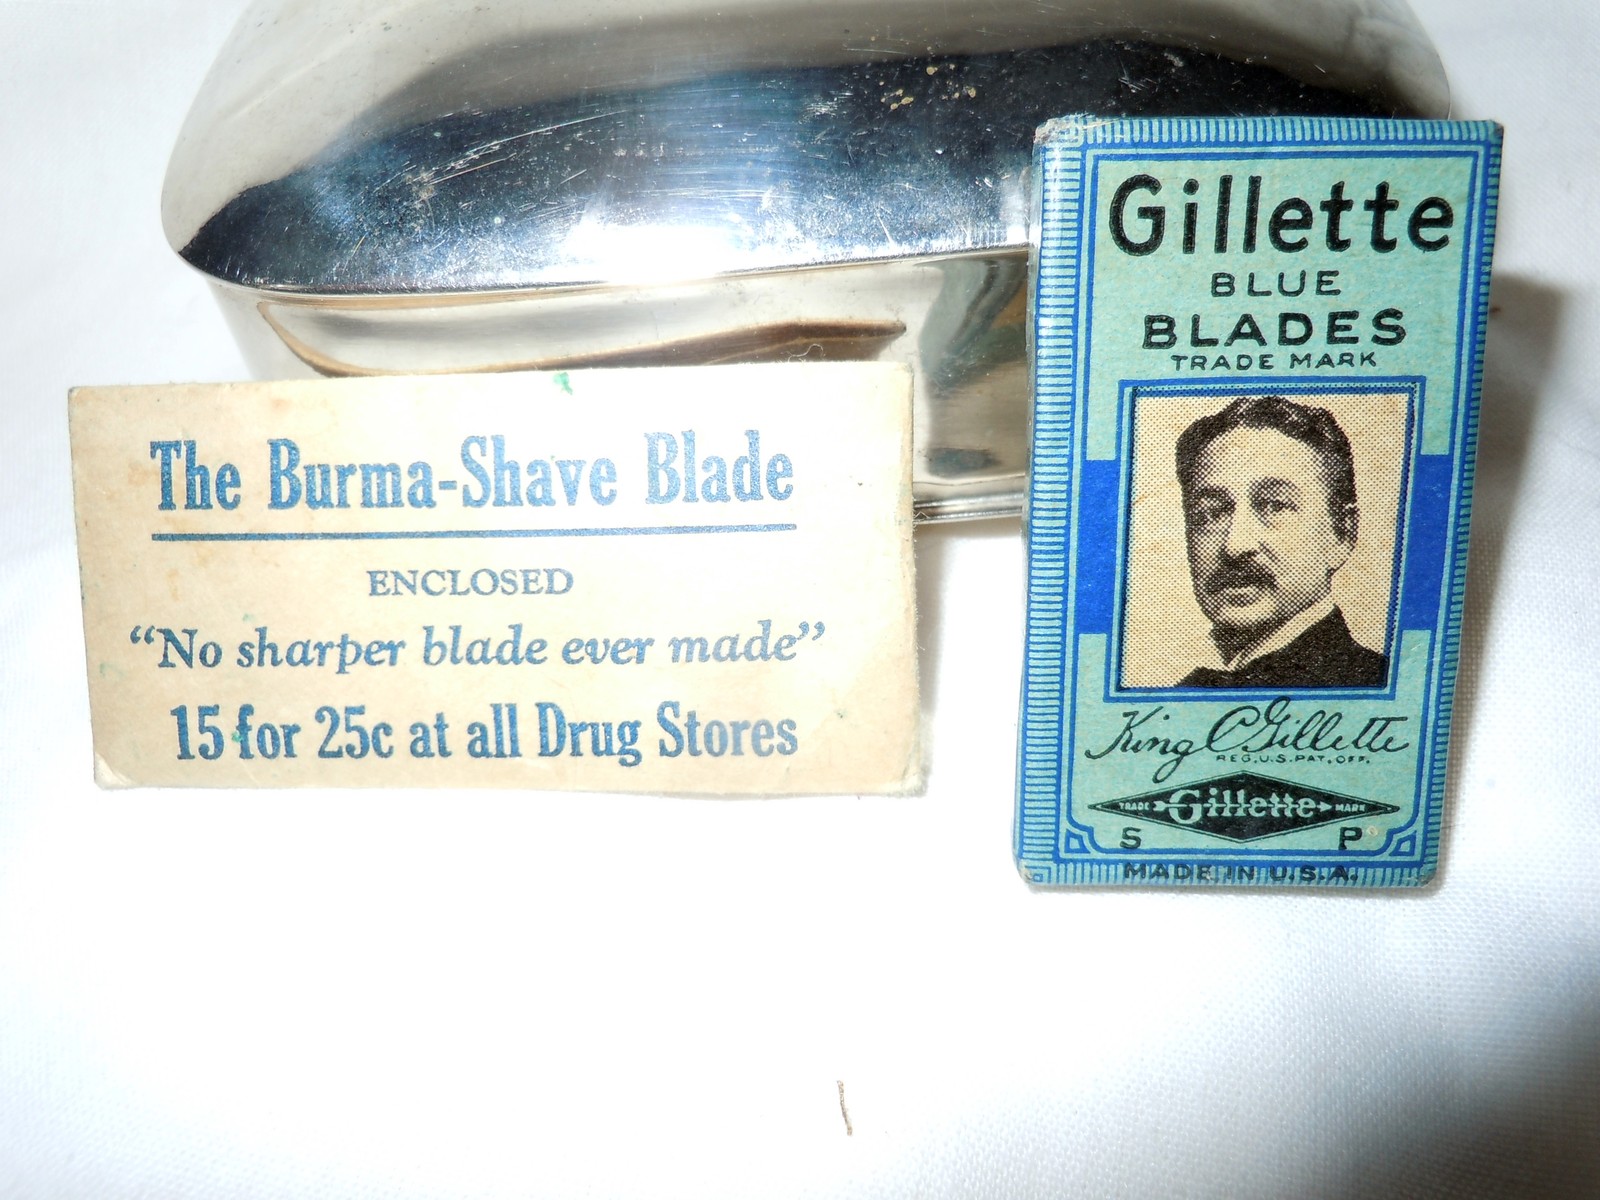 The Burma-Shave Blade
ENCLOSED
“No sharper blade ever made”
15 for 25c at all Drug Stores
Gillette
BLUE
BLADES
TRADE MARK
King C Gillette
REG. U.S. PAT. OFF.
TRADE Gillette MARK
S P
MADE IN U.S.A.